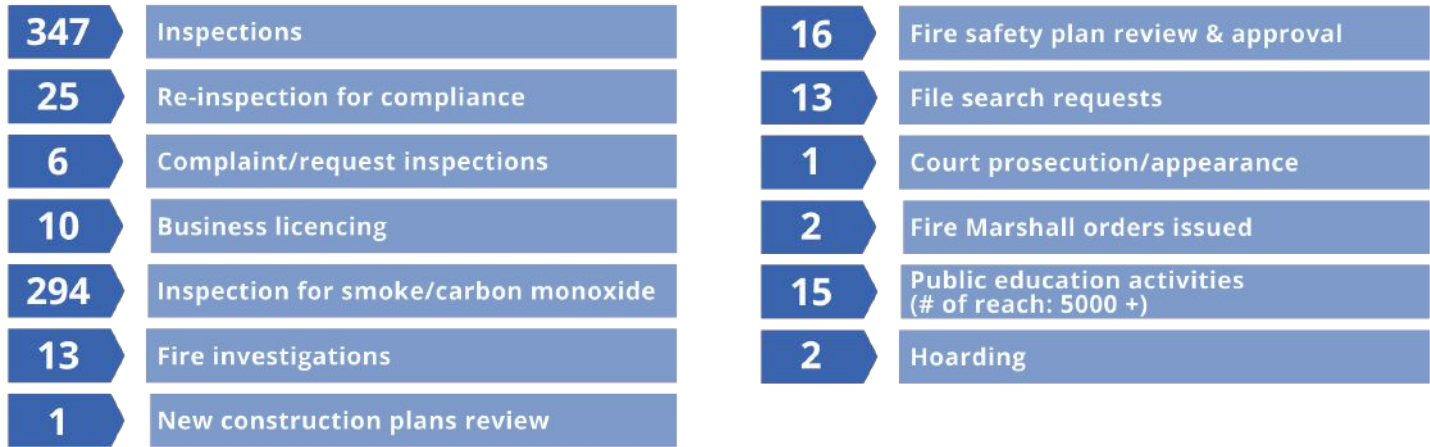 347 Inspections
25 Re-inspection for compliance
6 Complaint/request inspections
10 Business licencing
294 Inspection for smoke/carbon monoxide
13 Fire investigations
1 New construction plans review
16 Fire safety plan review & approval
13 File search requests
1 Court prosecution/appearance
2 Fire Marshall orders issued
15 Public education activities
(# of reach: 5000 +)
2 Hoarding